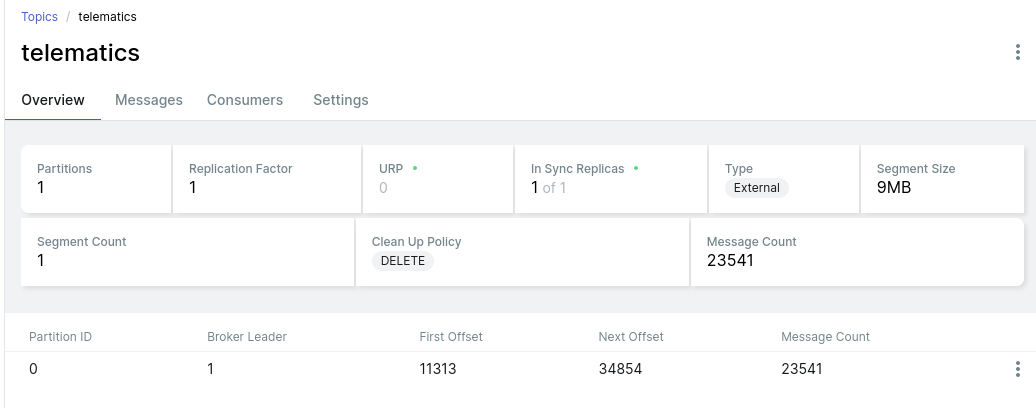 Topics / telematics
telematics
Overview Messages Consumers Settings
Partitions Replication Factor URP In Sync Replicas Type Segment Size
1 1 0 1 of 1 External 9MB
Segment Count Clean Up Policy Message Count
1 DELETE 23541
Partition ID Broker Leader First Offset Next Offset Message Count
0 1 11313 34854 23541